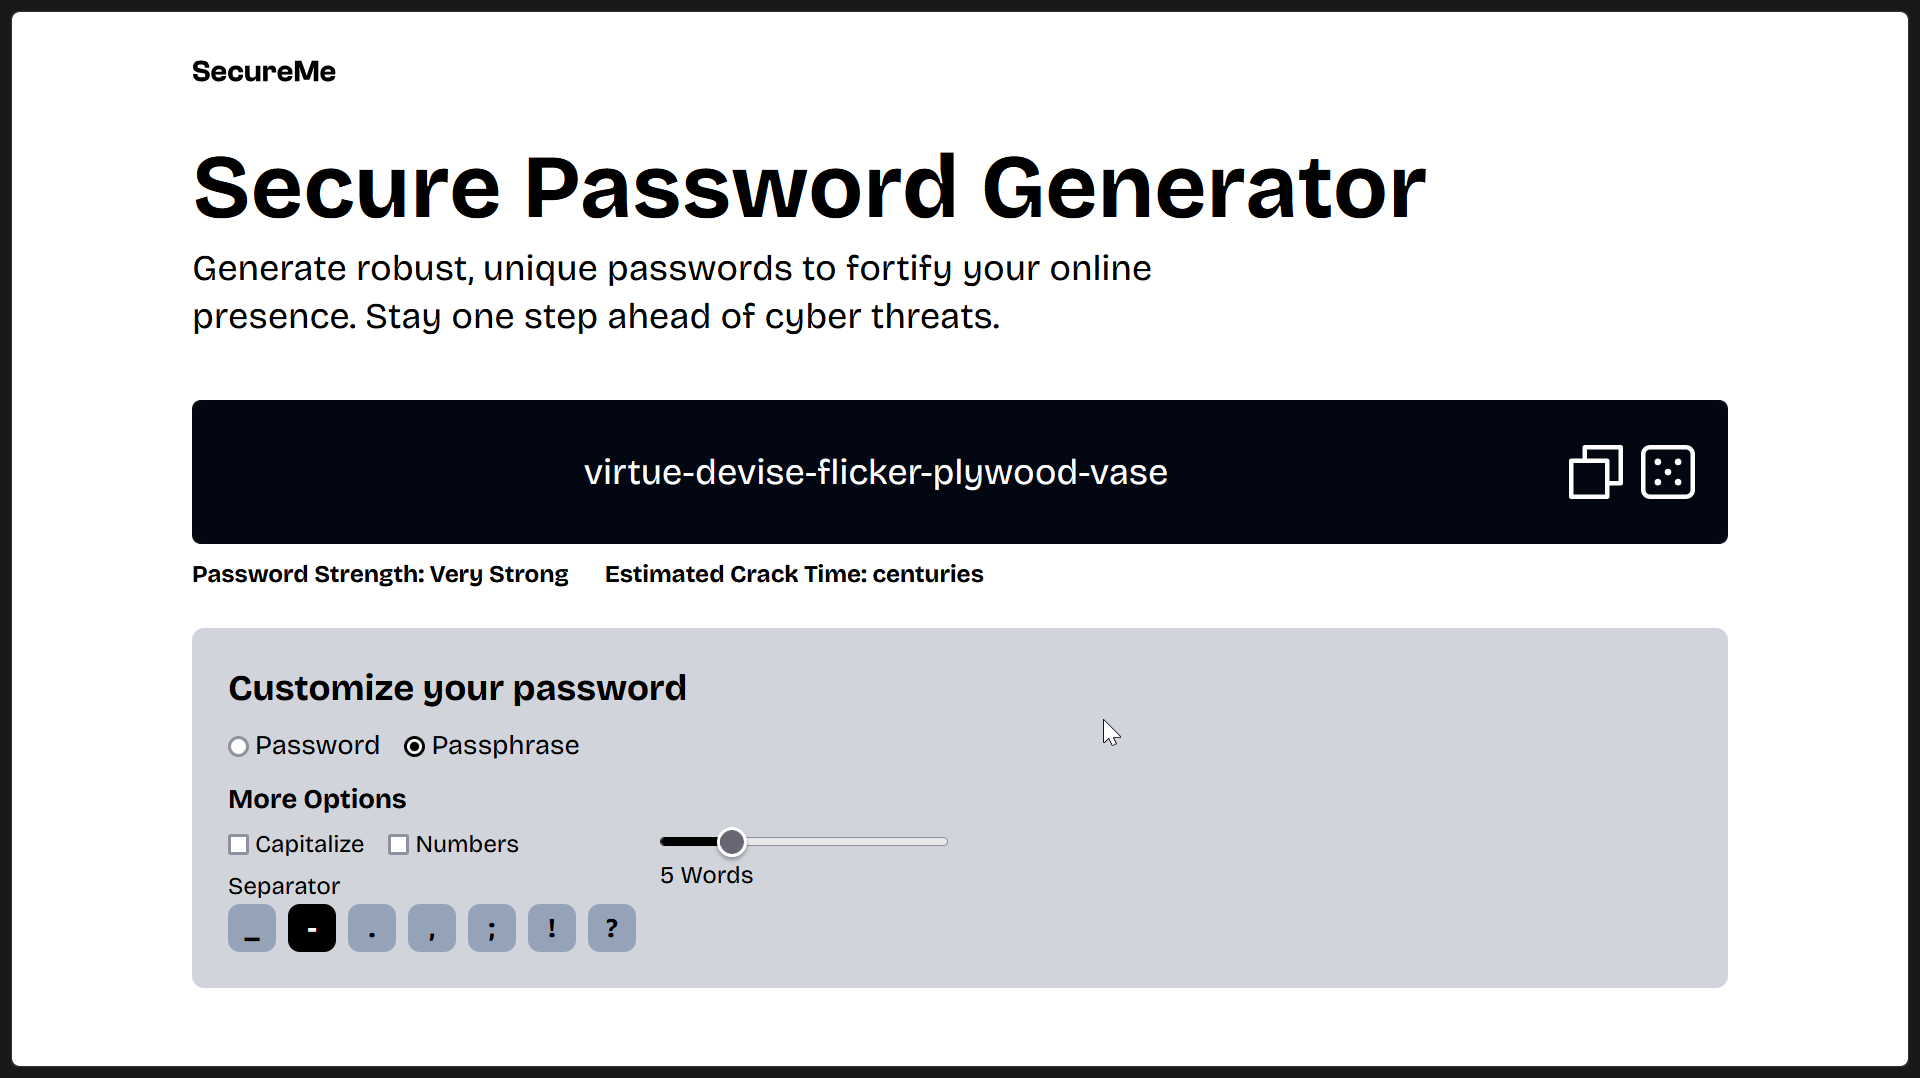 SecureMe
Secure Password Generator
Generate robust, unique passwords to fortify your online
presence. Stay one step ahead of cyber threats.
virtue-devise-flicker-plywood-vase
Password Strength: Very Strong Estimated Crack Time: centuries
Customize your password
Password Passphrase
More Options
Capitalize Numbers
5 Words
Separator
_ - . , ; ! ?